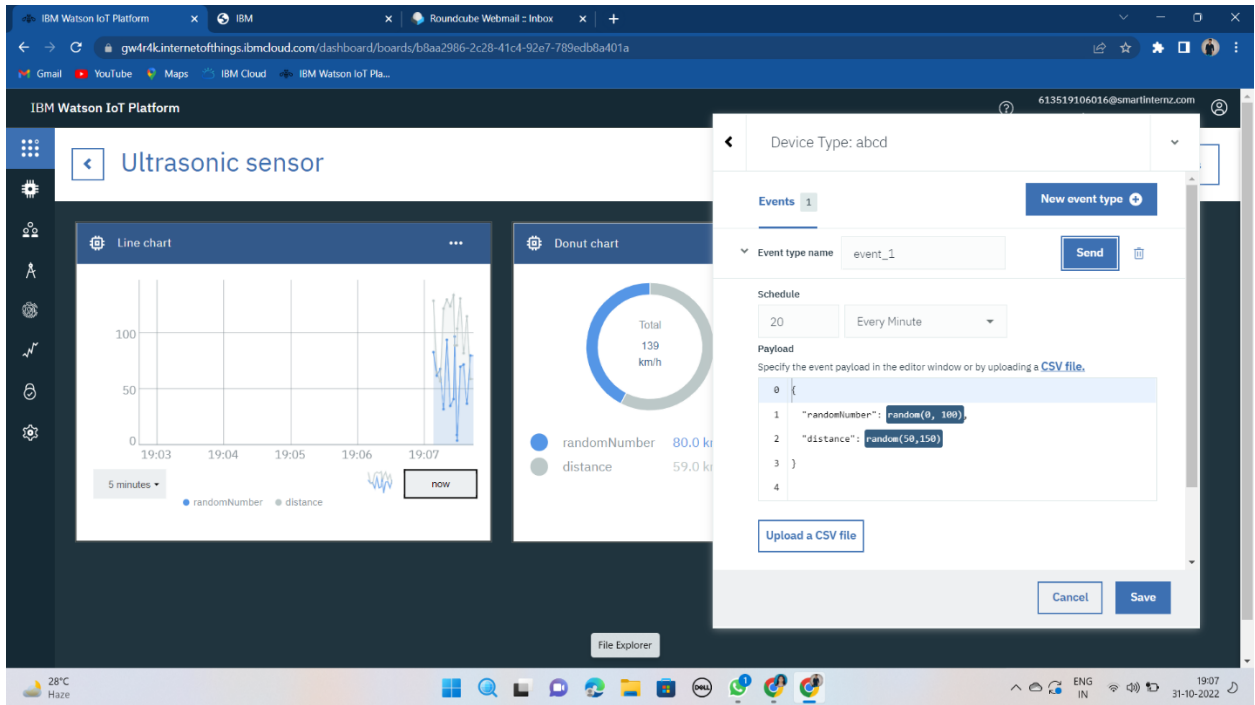 IBM Watson IoT Platform
IBM
Roundcube Webmail :: Inbox
gw4r4k.internetofthings.ibmcloud.com/dashboard/boards/b8aa2986-2c28-41c4-92e7-789edb8a401a
Gmail YouTube Maps IBM Cloud IBM Watson IoT Pla...
IBM Watson IoT Platform
613519106016@smartinternz.com
Ultrasonic sensor
Line chart
100
50
0
19:03 19:04 19:05 19:06 19:07
5 minutes
now
randomNumber distance
Donut chart
Total
139
km/h
randomNumber 80.0
distance 59.0
Device Type: abcd
Events 1
New event type
Event type name event_1 Send
Schedule
20 Every Minute
Payload
Specify the event payload in the editor window or by uploading a CSV file.
0 {
1 "randomNumber": random(0, 100),
2 "distance": random(50,150)
3 }
4
Upload a CSV file
Cancel Save
File Explorer
28°C
Haze
DELL
1
ENG
IN
19:07
31-10-2022